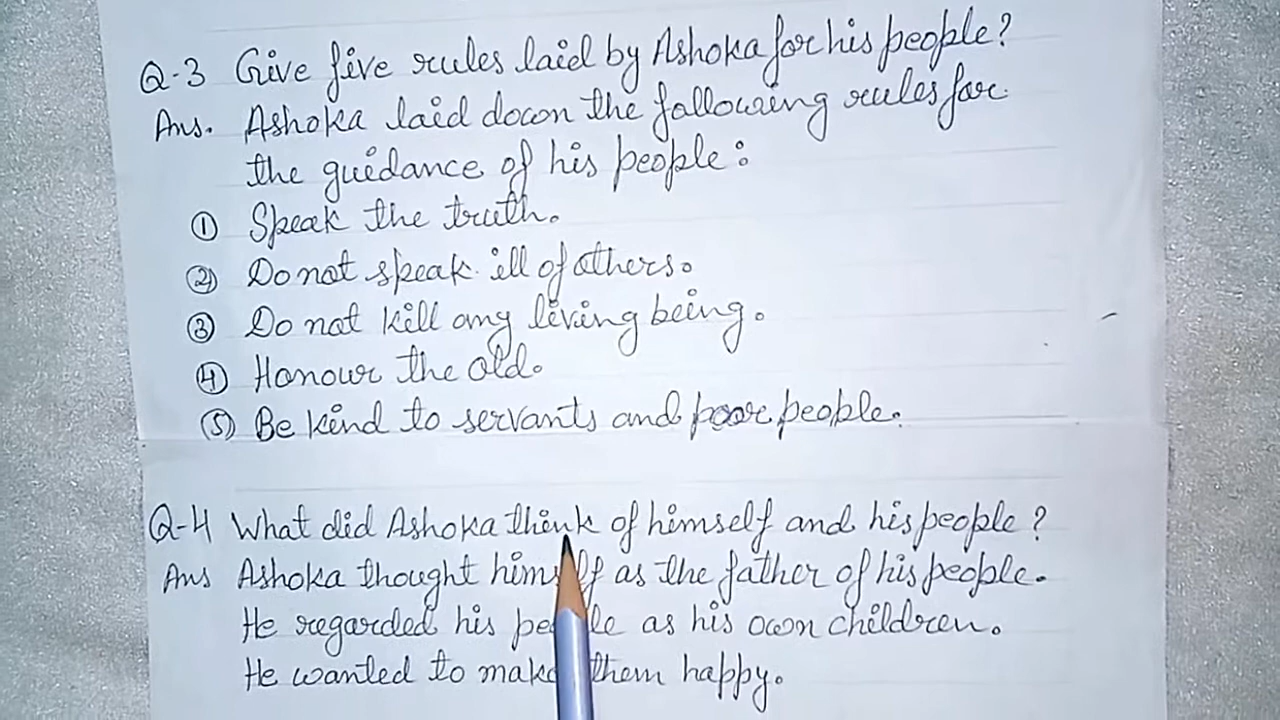 Q-3 Give five rules laid by Ashoka for his people?
Ans. Ashoka laid down the following rules for
the guidance of his people:
① Speak the truth.
② Do not speak ill of others.
③ Do not kill any living being.
④ Honour the old.
⑤ Be kind to servants and poor people.
Q-4 What did Ashoka think of himself and his people?
Ans Ashoka thought himself as the father of his people.
He regarded his people as his own children.
He wanted to make them happy.